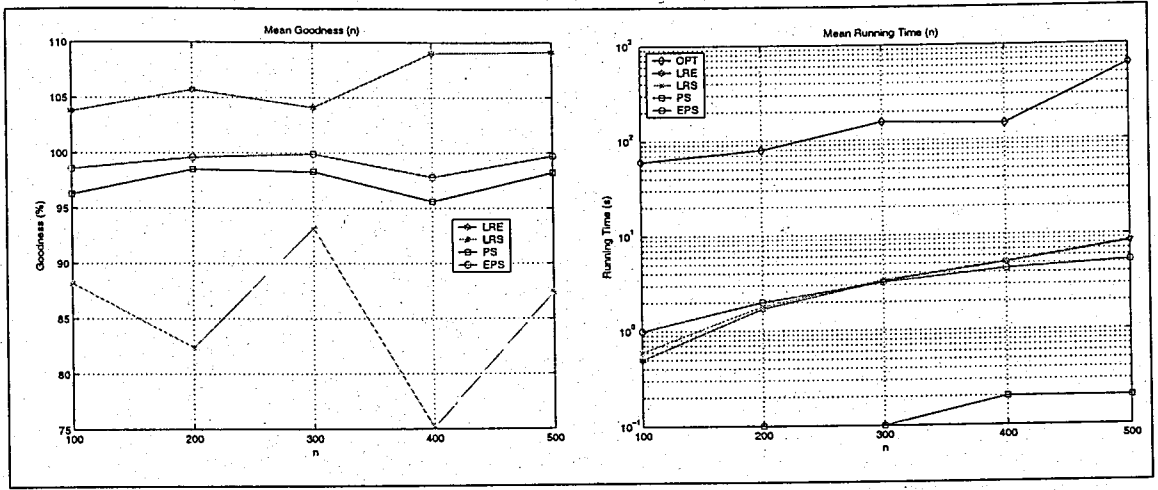 Mean Goodness (n)
110
105
100
95
90
85
80
75
Goodness (%)
LRE
LRS
PS
EPS
100
200
300
400
500
n
Mean Running Time (n)
10³
10²
10¹
10⁰
10⁻¹
Running Time (s)
OPT
LRE
LRS
PS
EPS
100
200
300
400
500
n